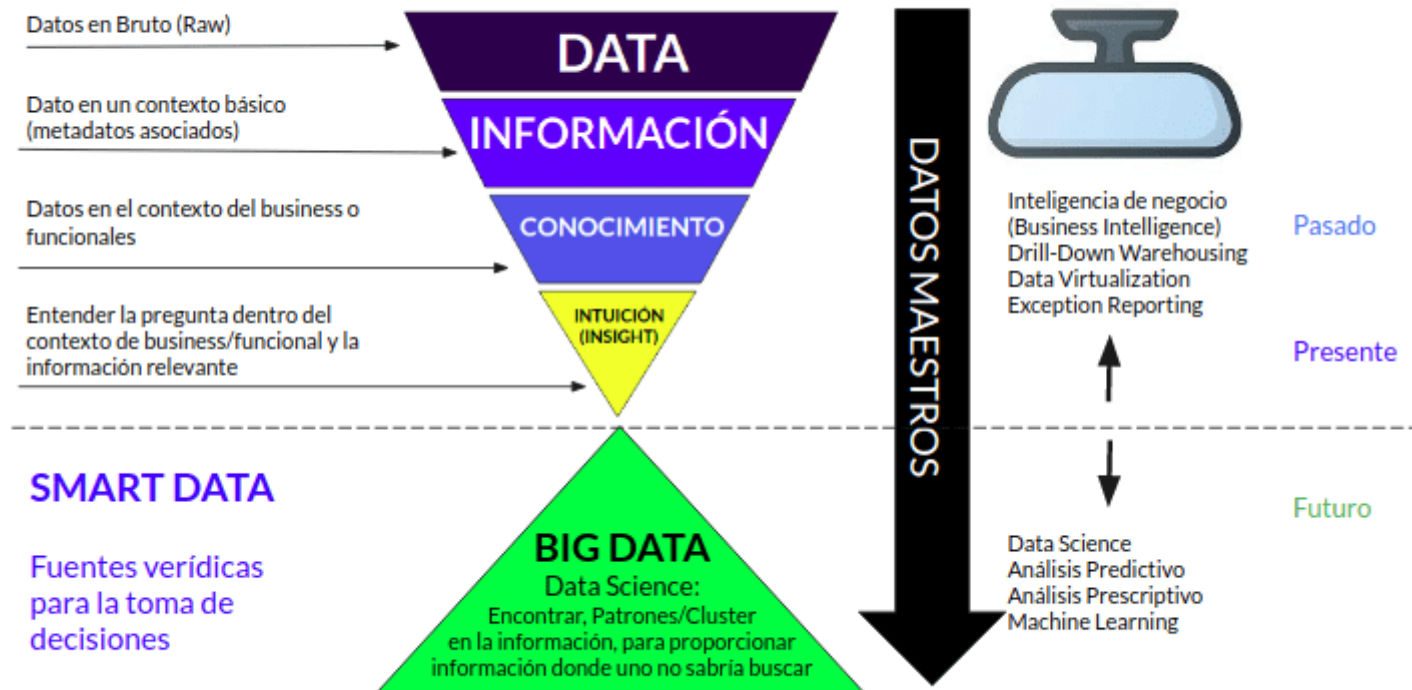 Datos en Bruto (Raw)
DATA
Dato en un contexto básico
(metadatos asociados)
INFORMACIÓN
Datos en el contexto del business o
funcionales
CONOCIMIENTO
Entender la pregunta dentro del
contexto de business/funcional y la
información relevante
INTUICIÓN
(INSIGHT)
DATOS MAESTROS
Inteligencia de negocio
(Business Intelligence)
Drill-Down Warehousing
Data Virtualization
Exception Reporting
Pasado
Presente
SMART DATA
Fuentes verídicas
para la toma de
decisiones
BIG DATA
Data Science:
Encontrar, Patrones/Cluster
en la información, para proporcionar
información donde uno no sabría buscar
Futuro
Data Science
Análisis Predictivo
Análisis Prescriptivo
Machine Learning